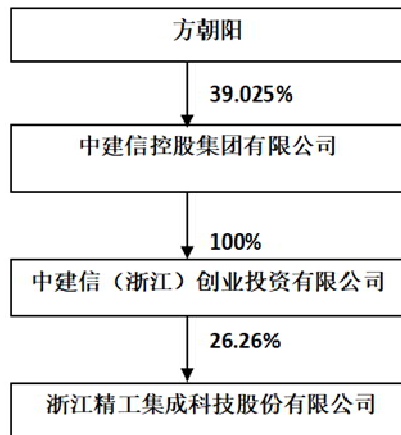 方朝阳
39.025%
中建信控股集团有限公司
100%
中建信（浙江）创业投资有限公司
26.26%
浙江精工集成科技股份有限公司